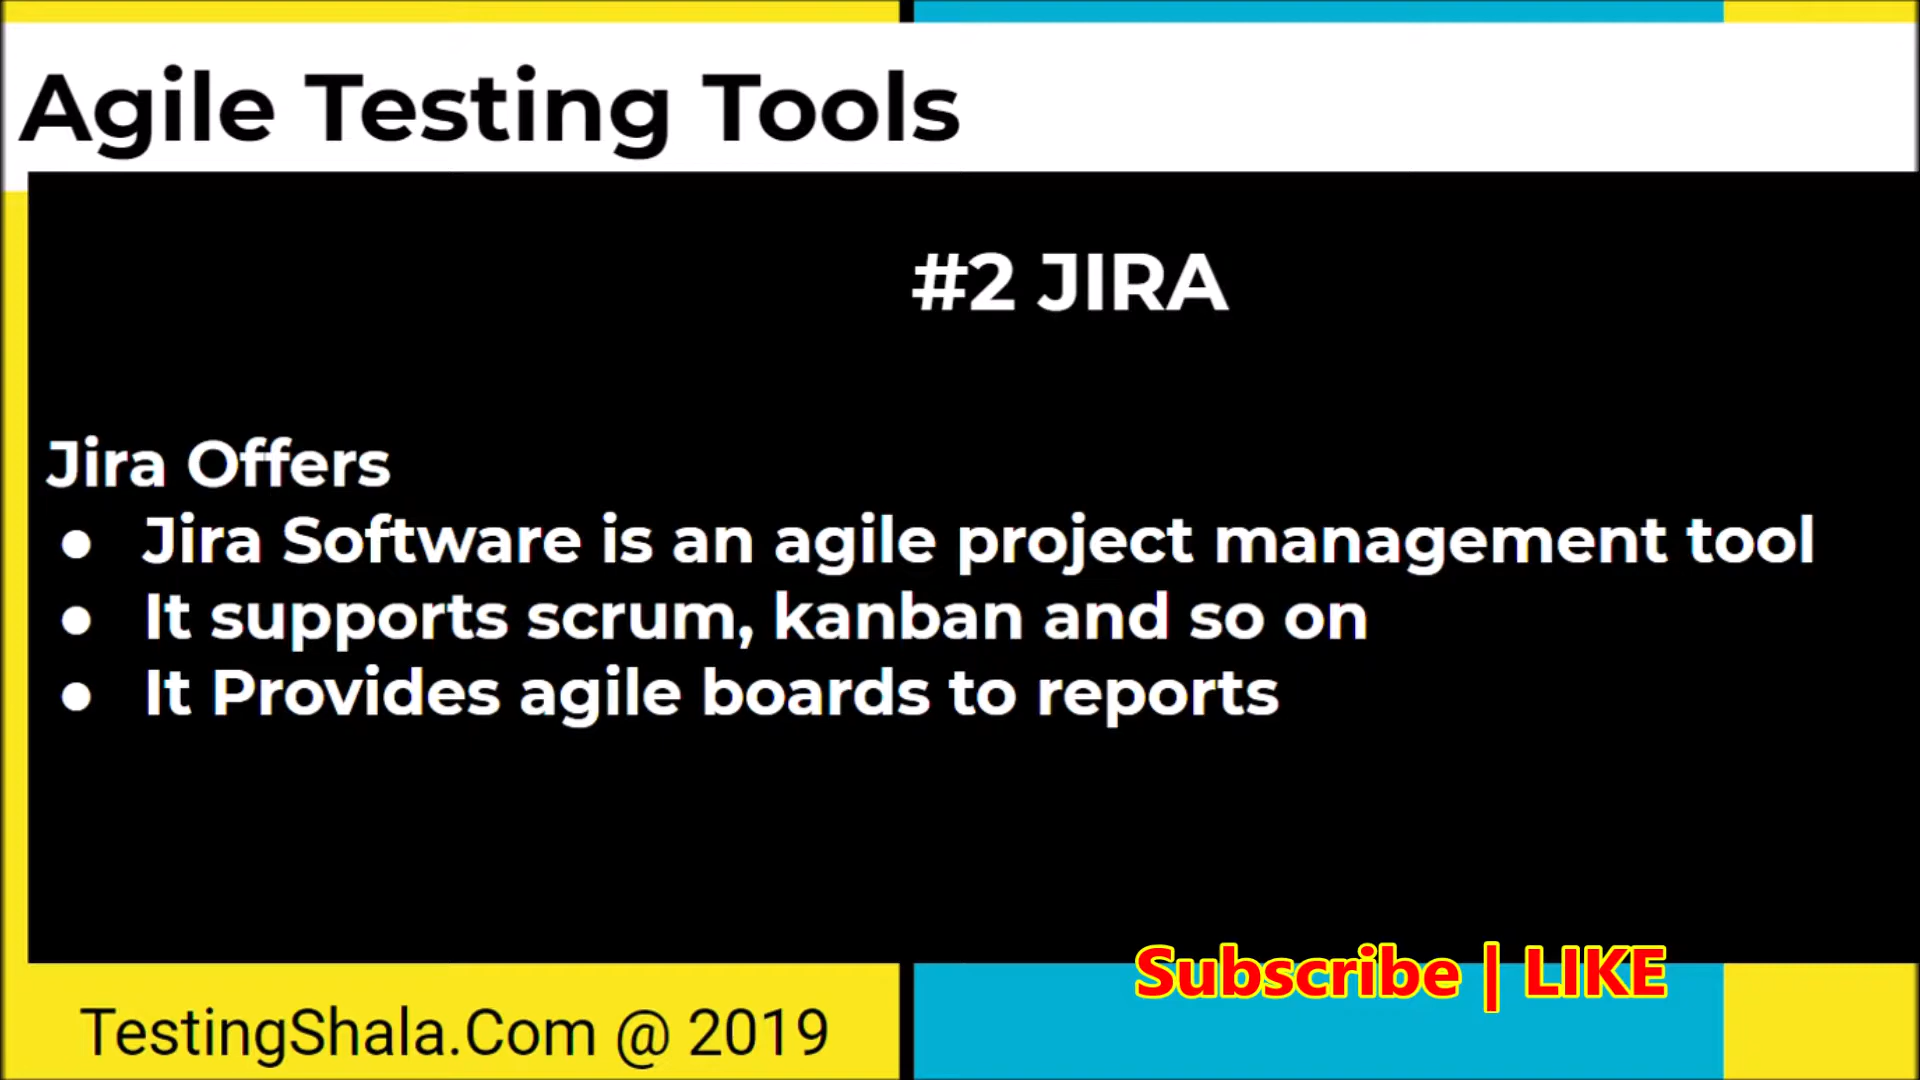 Agile Testing Tools
#2 JIRA
Jira Offers
● Jira Software is an agile project management tool
● It supports scrum, kanban and so on
● It Provides agile boards to reports
Subscribe | LIKE
TestingShala.Com @ 2019